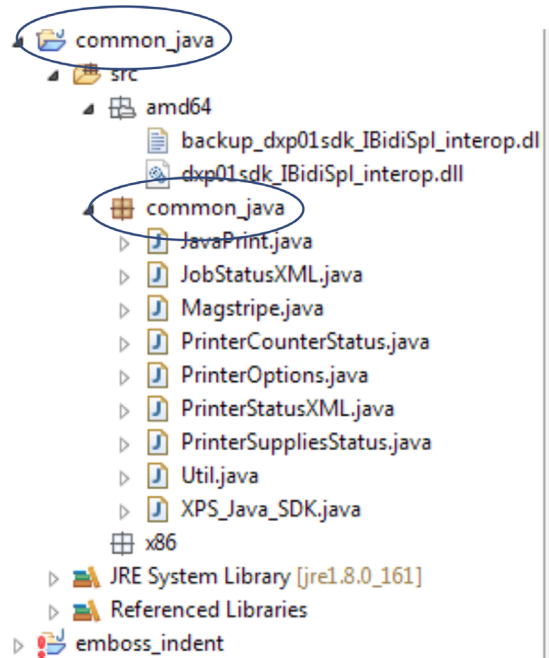 common_java
src
amd64
backup_dxp01sdk_IBidiSpl_interop.dl
dxp01sdk_IBidiSpl_interop.dll
common_java
JavaPrint.java
JobStatusXML.java
Magstripe.java
PrinterCounterStatus.java
PrinterOptions.java
PrinterStatusXML.java
PrinterSuppliesStatus.java
Util.java
XPS_Java_SDK.java
x86
JRE System Library [jre1.8.0_161]
Referenced Libraries
emboss_indent